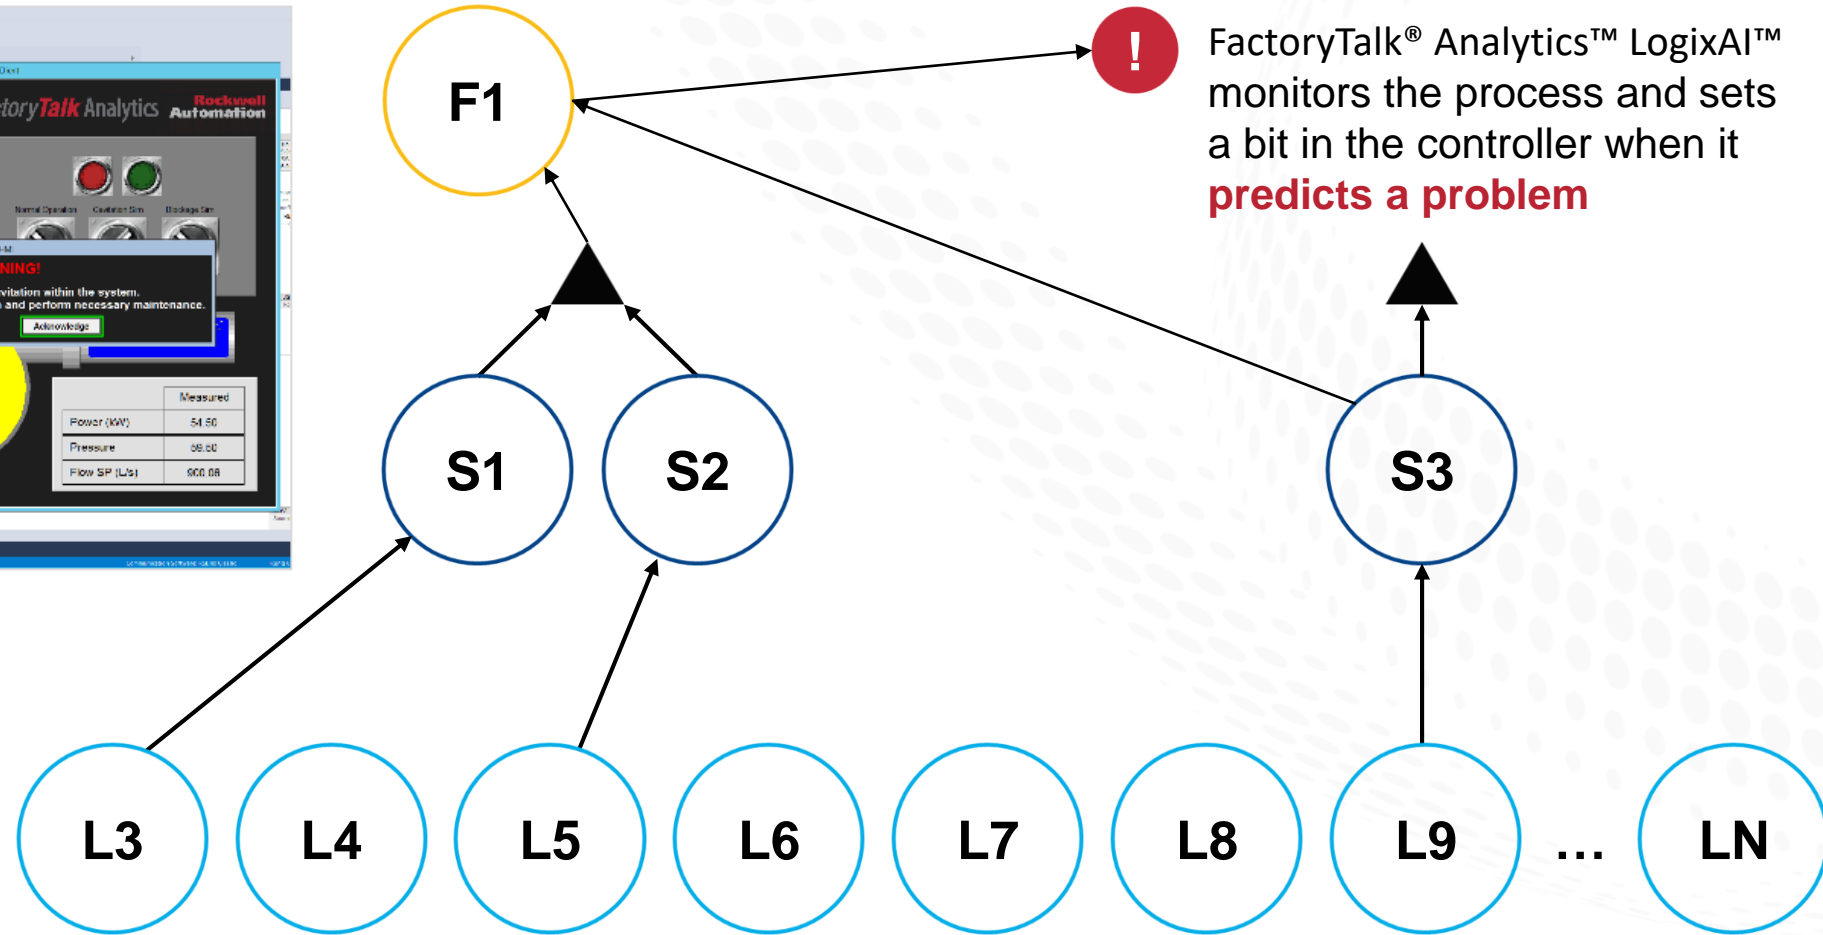 FactoryTalk® Analytics™ LogixAI™
monitors the process and sets
a bit in the controller when it
predicts a problem
!
F1
S1
S2
S3
L3
L4
L5
L6
L7
L8
L9
...
LN
toryTalk Analytics
Rockwell
Automation
Normal Operation
Cavitation Sim
Blockage Sim
NING!
vitation within the system.
and perform necessary maintenance.
Acknowledge
Measured
Power (kW) 54.50
Pressure
Flow SP (L/s)